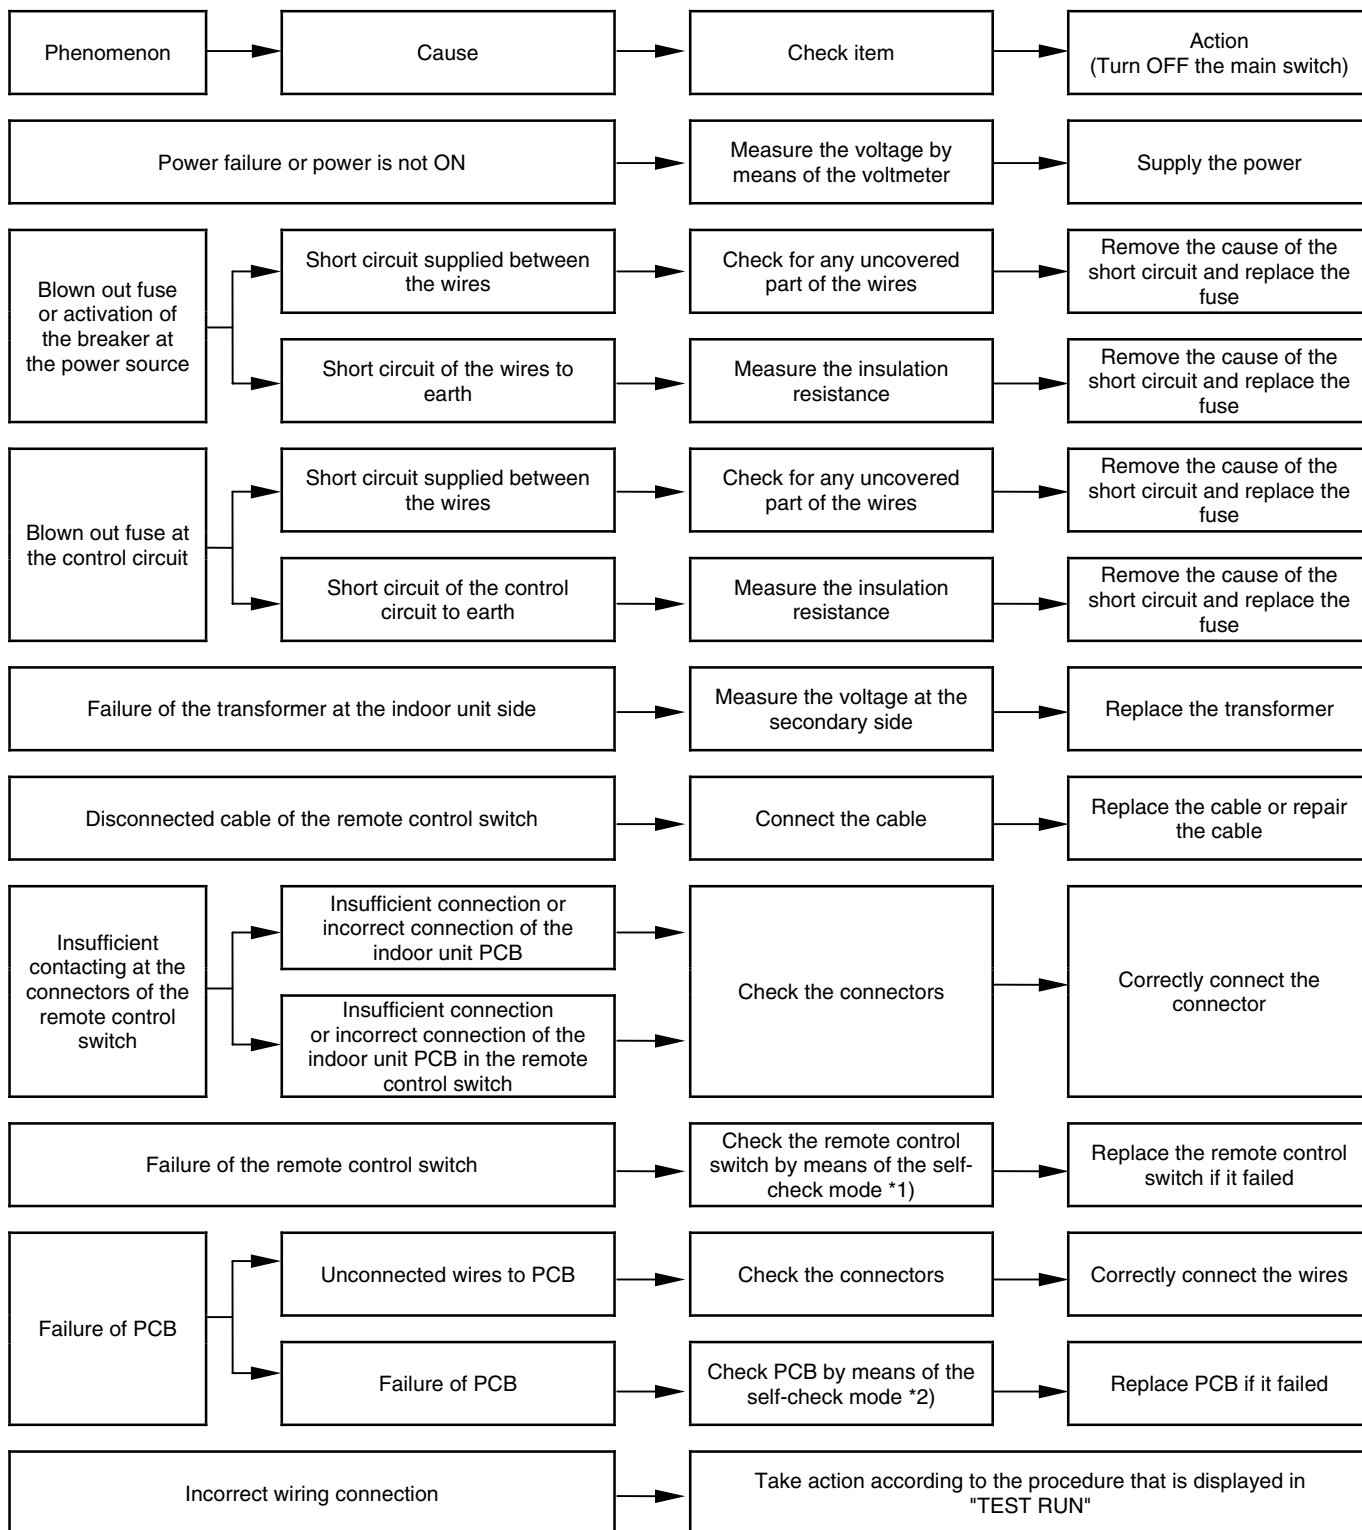 Phenomenon
Cause
Check item
Action
(Turn OFF the main switch)
Power failure or power is not ON
Measure the voltage by
means of the voltmeter
Supply the power
Blown out fuse
or activation of
the breaker at
the power source
Short circuit supplied between
the wires
Check for any uncovered
part of the wires
Remove the cause of the
short circuit and replace the
fuse
Short circuit of the wires to
earth
Measure the insulation
resistance
Remove the cause of the
short circuit and replace the
fuse
Blown out fuse at
the control circuit
Short circuit supplied between
the wires
Check for any uncovered
part of the wires
Remove the cause of the
short circuit and replace the
fuse
Short circuit of the control
circuit to earth
Measure the insulation
resistance
Remove the cause of the
short circuit and replace the
fuse
Failure of the transformer at the indoor unit side
Measure the voltage at the
secondary side
Replace the transformer
Disconnected cable of the remote control switch
Connect the cable
Replace the cable or repair
the cable
Insufficient
contacting at the
connectors of the
remote control
switch
Insufficient connection or
incorrect connection of the
indoor unit PCB
Insufficient connection
or incorrect connection of the
indoor unit PCB in the remote
control switch
Check the connectors
Correctly connect the
connector
Failure of the remote control switch
Check the remote control
switch by means of the self-
check mode *1)
Replace the remote control
switch if it failed
Failure of PCB
Unconnected wires to PCB
Check the connectors
Correctly connect the wires
Failure of PCB
Check PCB by means of the
self-check mode *2)
Replace PCB if it failed
Incorrect wiring connection
Take action according to the procedure that is displayed in
"TEST RUN"